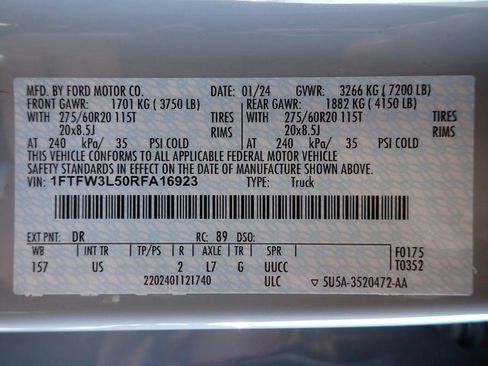 MFD. BY FORD MOTOR CO. DATE: 01/24 GVWR: 3266 KG ( 7200 LB)
FRONT GAWR: 1701 KG ( 3750 LB) REAR GAWR: 1882 KG ( 4150 LB)
WITH 275/60R20 115T TIRES WITH 275/60R20 115T TIRES
20x8.5J RIMS 20x8.5J RIMS
AT 240 kPa/ 35 PSI COLD AT 240 kPa/ 35 PSI COLD
THIS VEHICLE CONFORMS TO ALL APPLICABLE FEDERAL MOTOR VEHICLE
SAFETY STANDARDS IN EFFECT ON THE DATE OF MANUFACTURE SHOWN ABOVE.
VIN: 1FTFW3L50RFA16923 TYPE: Truck
EXT PNT: DR RC: 89 DSO:
WB INT TR TP/PS R AXLE TR SPR F0175
157 US 2 L7 G UUCC T0352
2202401121740 ULC ▽ 5U5A-3520472-AA